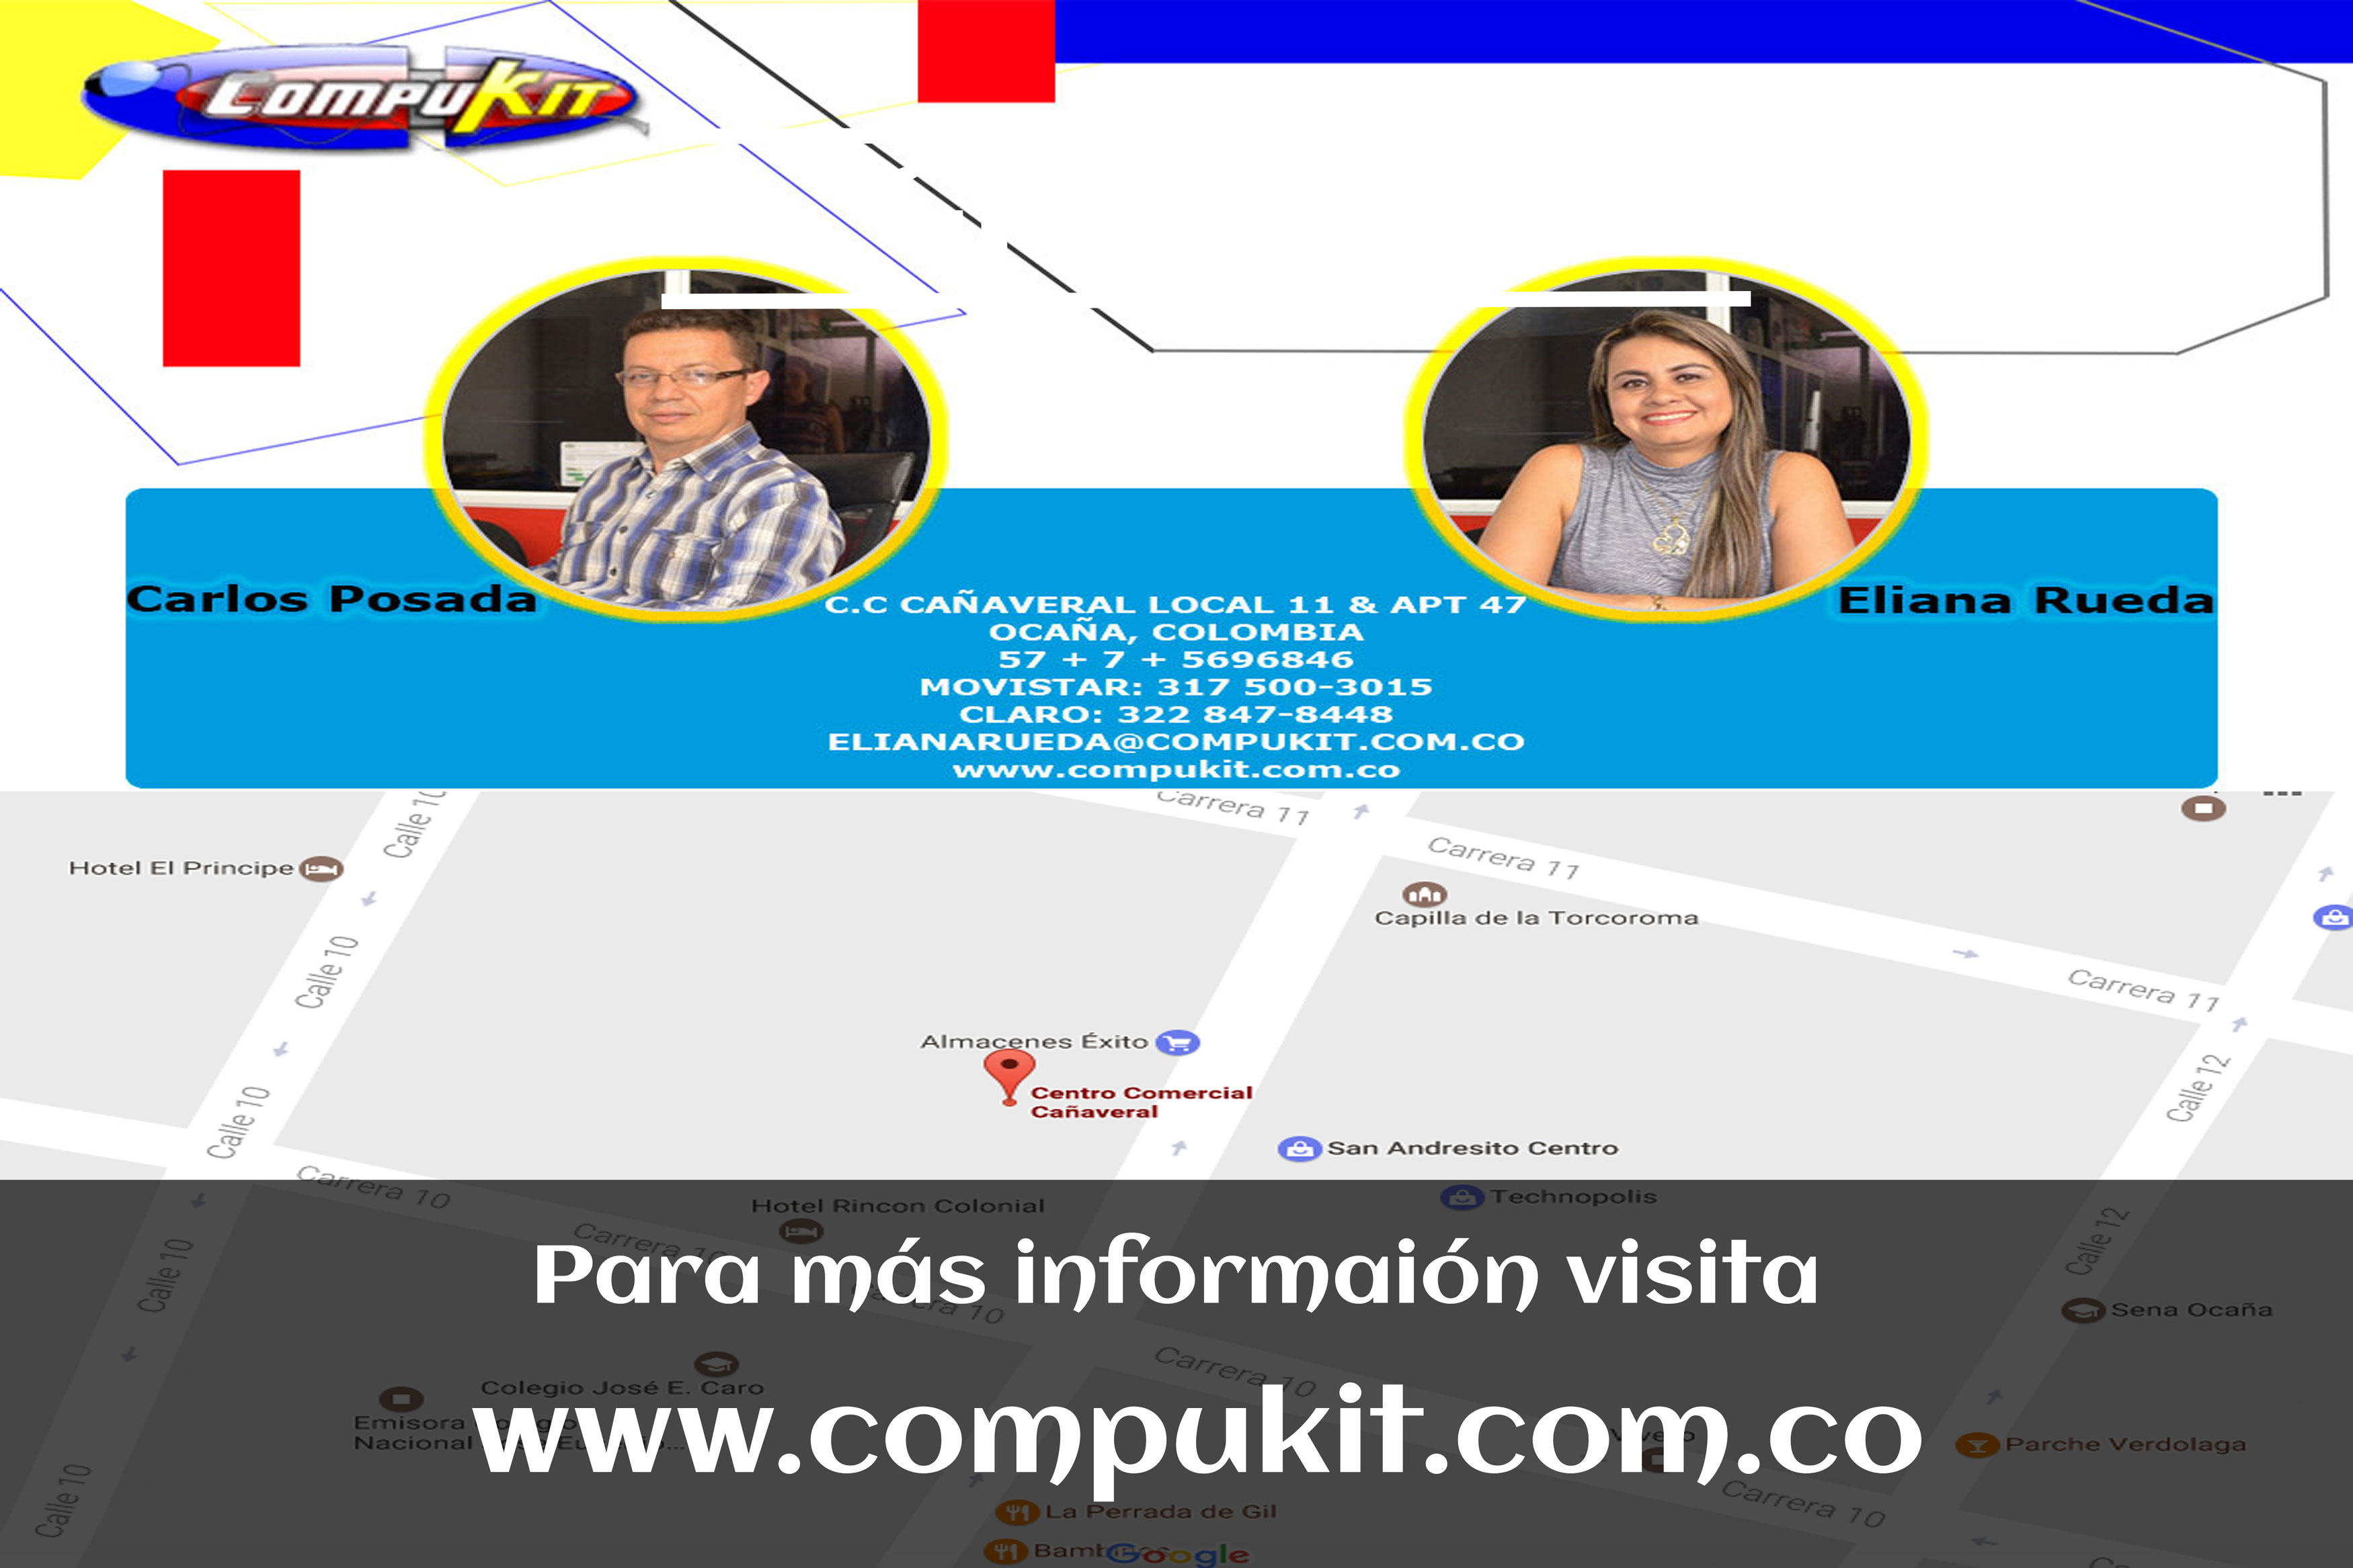 COMPUKIT
Carlos Posada
Eliana Rueda
C.C CAÑAVERAL LOCAL 11 & APT 47
OCAÑA, COLOMBIA
57 + 7 + 5696846
MOVISTAR: 317 500-3015
CLARO: 322 847-8448
ELIANARUEDA@COMPUKIT.COM.CO
www.compukit.com.co
Calle 10
Carrera 11
Carrera 11
Hotel El Principe
Capilla de la Torcoroma
Calle 10
Carrera 11
Almacenes Éxito
Centro Comercial
Cañaveral
Calle 12
Calle 10
San Andresito Centro
Carrera 10
Technopolis
Hotel Rincon Colonial
Calle 12
Carrera 10
Calle 10
Para más informaión visita
Carrera 10
Sena Ocaña
Carrera 10
Colegio José E. Caro
Emisora
Nacional
www.compukit.com.co
Parche Verdolaga
Calle 10
Carrera 10
La Perrada de Gil
Google